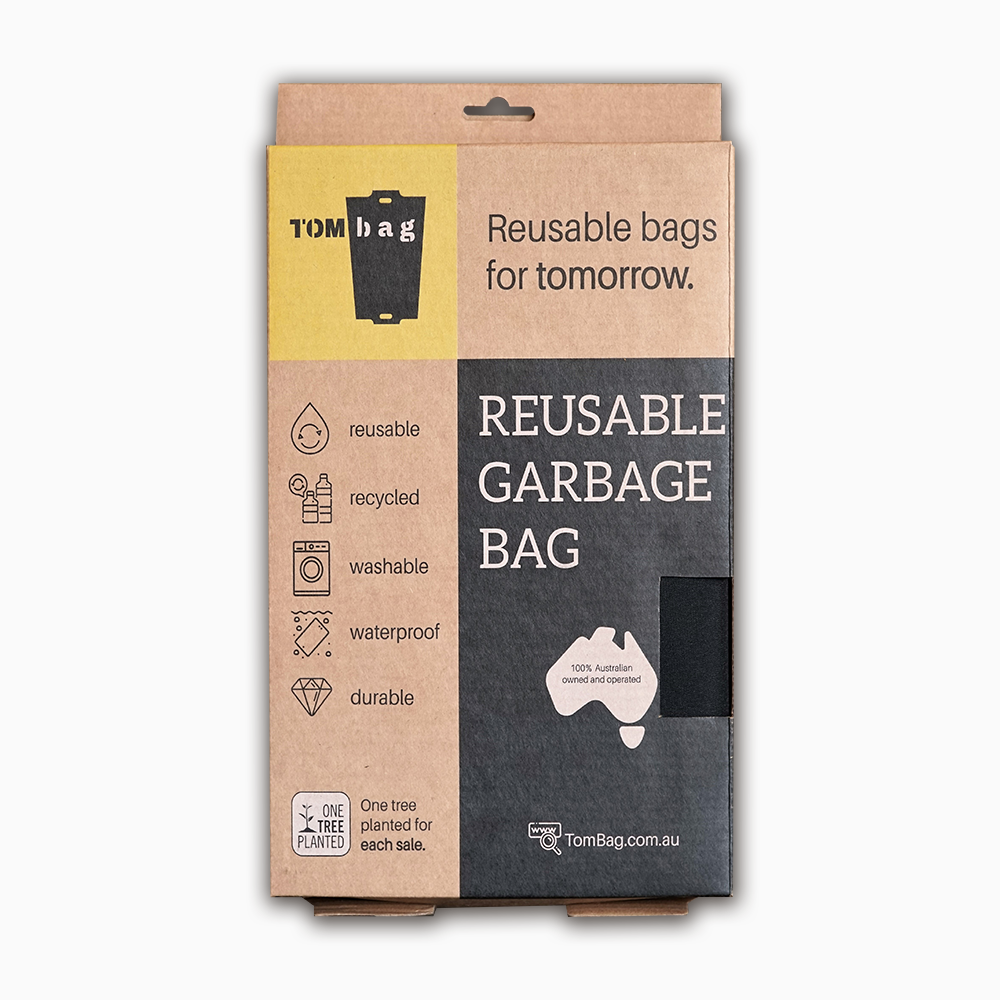 TOM bag
Reusable bags
for tomorrow.
reusable
recycled
washable
waterproof
durable
ONE
TREE
PLANTED
One tree
planted for
each sale.
REUSABLE
GARBAGE
BAG
100% Australian
owned and operated
www
TomBag.com.au